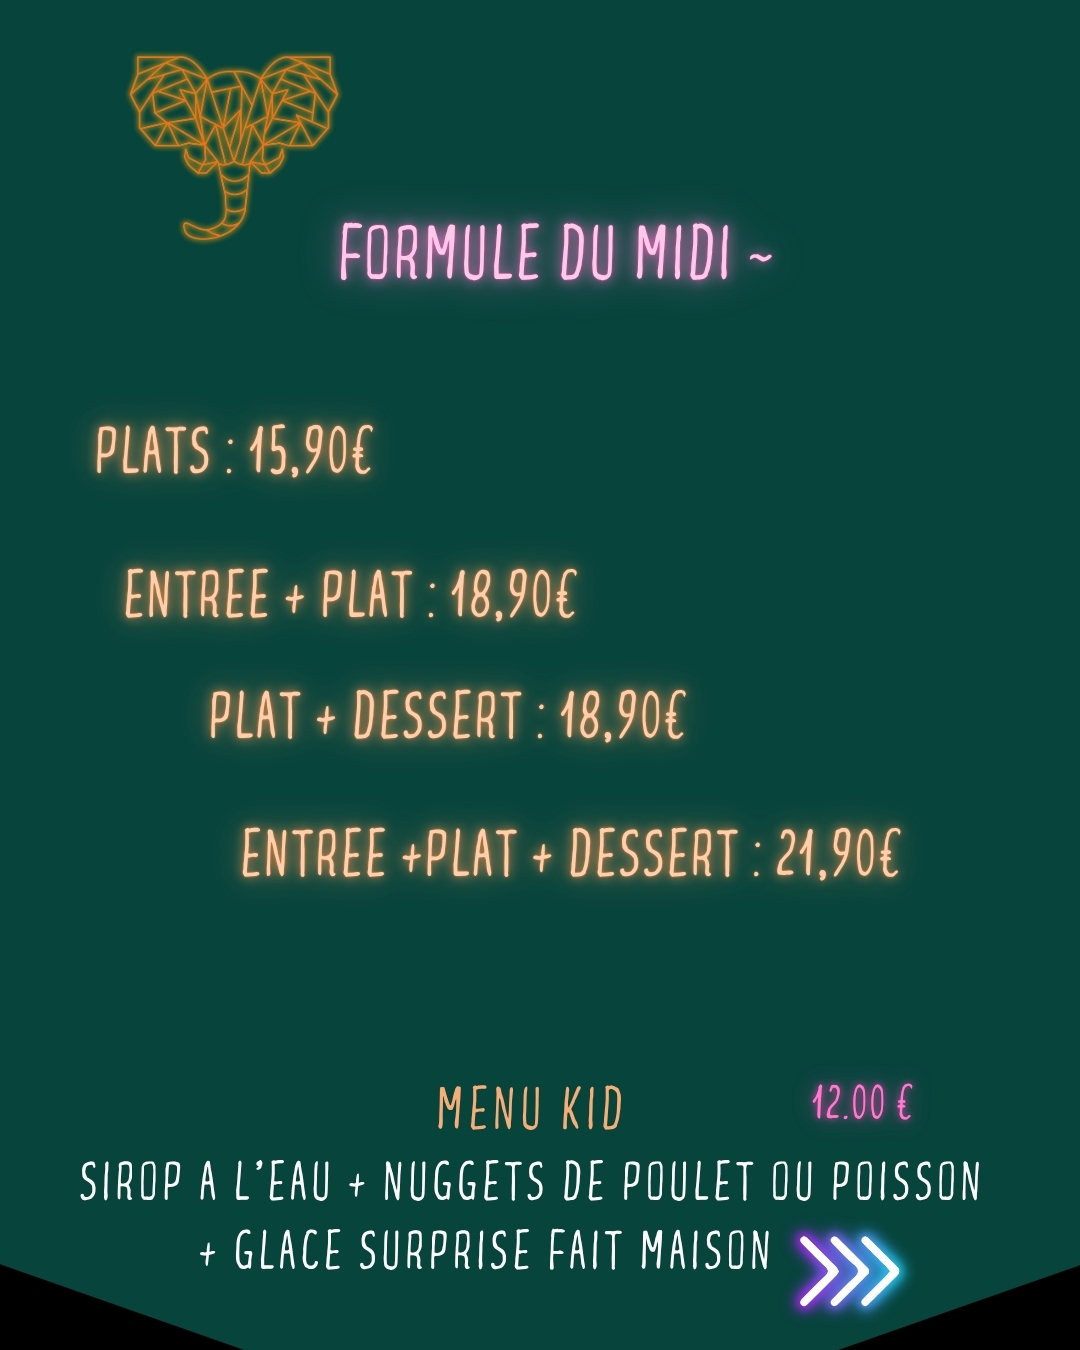 FORMULE DU MIDI ~
PLATS : 15,90€
ENTREE + PLAT : 18,90€
PLAT + DESSERT : 18,90€
ENTREE +PLAT + DESSERT : 21,90€
MENU KID 12.00 €
SIROP A L'EAU + NUGGETS DE POULET OU POISSON
+ GLACE SURPRISE FAIT MAISON